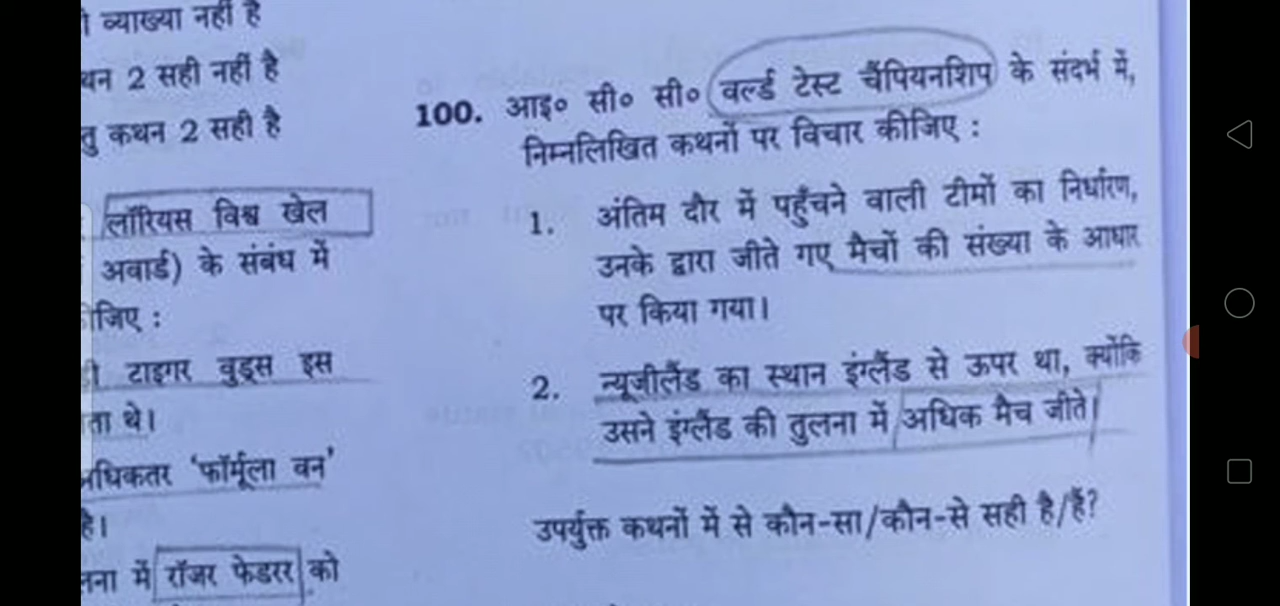 व्याख्या नहीं है
थन 2 सही नहीं है
तु कथन 2 सही है
लॉरियस विश्व खेल
अवार्ड) के संबंध में
ीजिए :
टाइगर वुड्स इस
ता थे।
अधिकतर ‘फॉर्मूला वन’
है।
लना में रॉजर फेडरर को
100. आइ० सी० सी० वर्ल्ड टेस्ट चैंपियनशिप के संदर्भ में,
निम्नलिखित कथनों पर विचार कीजिए :
1. अंतिम दौर में पहुँचने वाली टीमों का निर्धारण,
उनके द्वारा जीते गए मैचों की संख्या के आधार
पर किया गया।
2. न्यूजीलैंड का स्थान इंग्लैंड से ऊपर था, क्योंकि
उसने इंग्लैंड की तुलना में अधिक मैच जीते।
उपर्युक्त कथनों में से कौन-सा/कौन-से सही है/हैं?